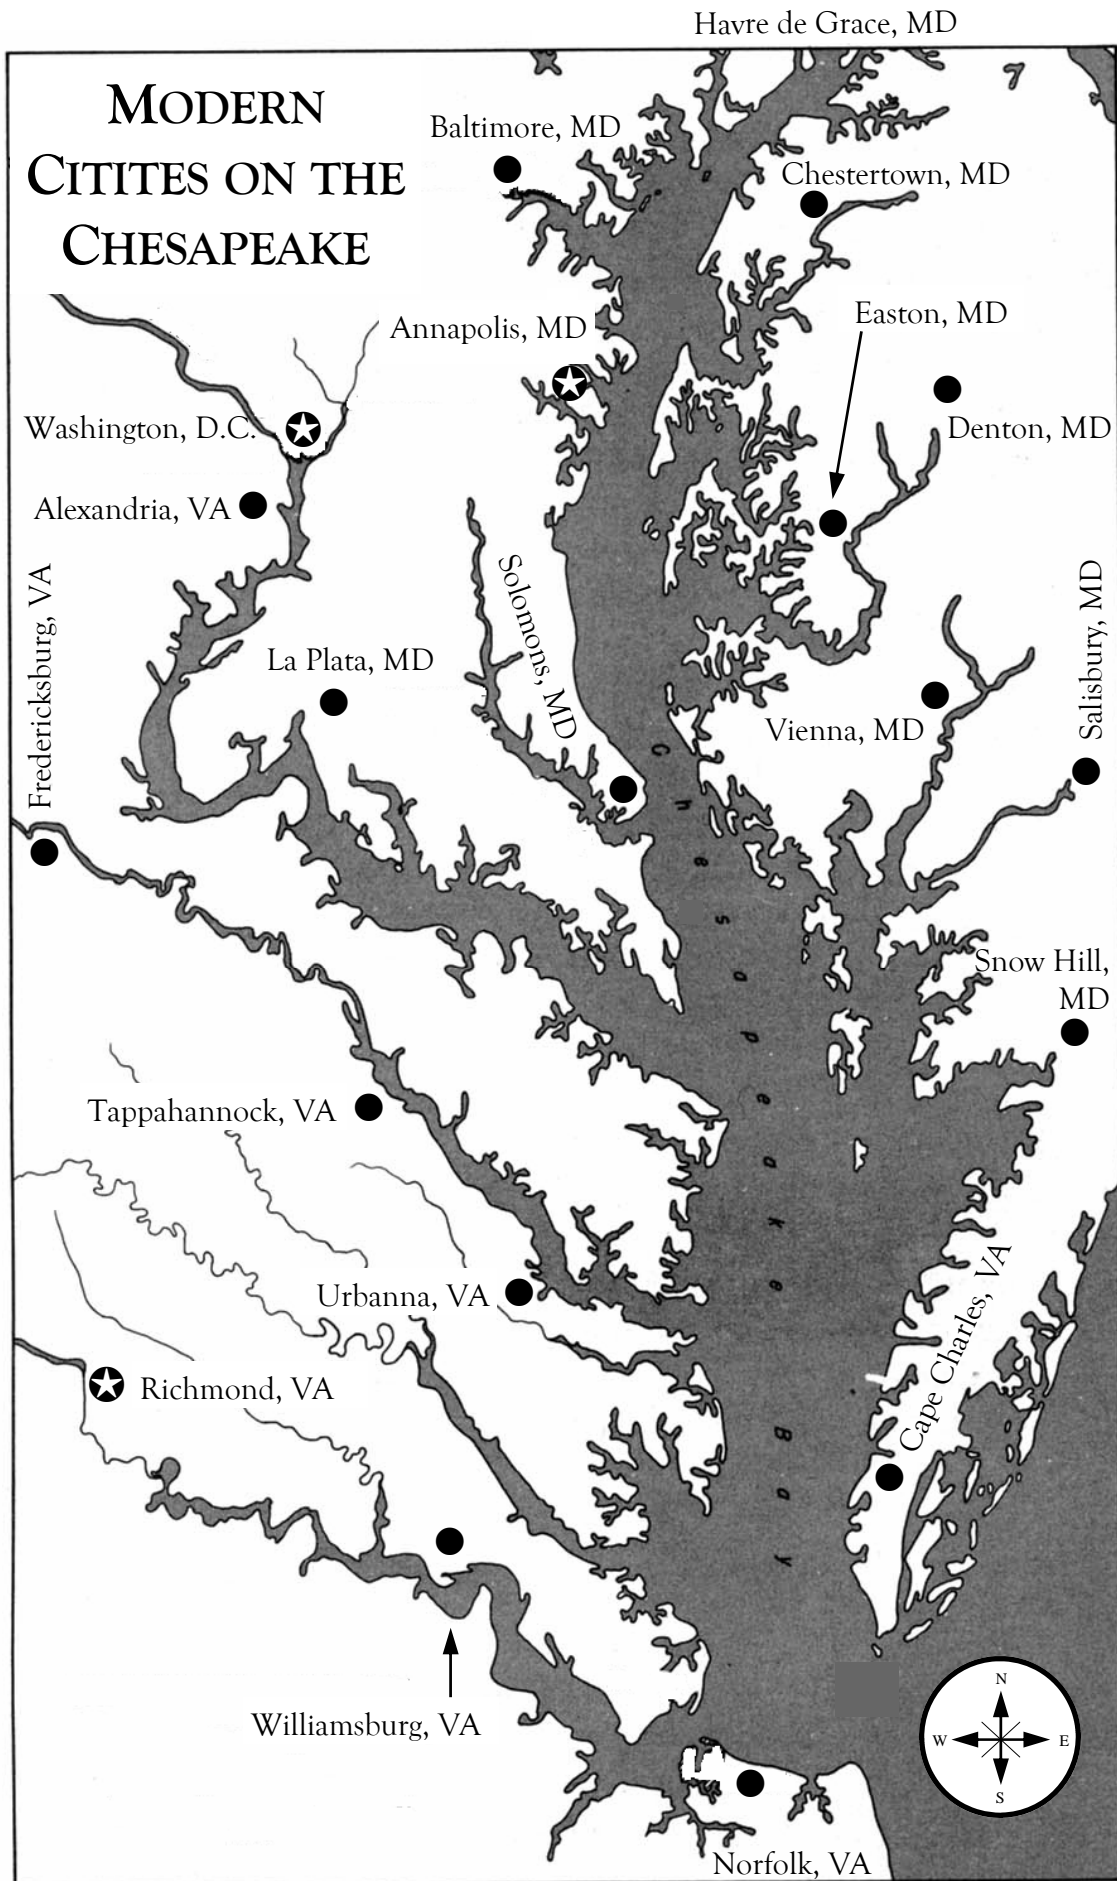 Havre de Grace, MD
MODERN
CITITES ON THE
CHESAPEAKE
Baltimore, MD
Chestertown, MD
Annapolis, MD
Easton, MD
Washington, D.C.
Denton, MD
Alexandria, VA
Solomons, MD
Fredericksburg, VA
Salisbury, MD
La Plata, MD
Vienna, MD
Chesapeake Bay
Snow Hill,
MD
Tappahannock, VA
Urbanna, VA
Cape Charles, VA
Richmond, VA
Williamsburg, VA
N
W
E
S
Norfolk, VA